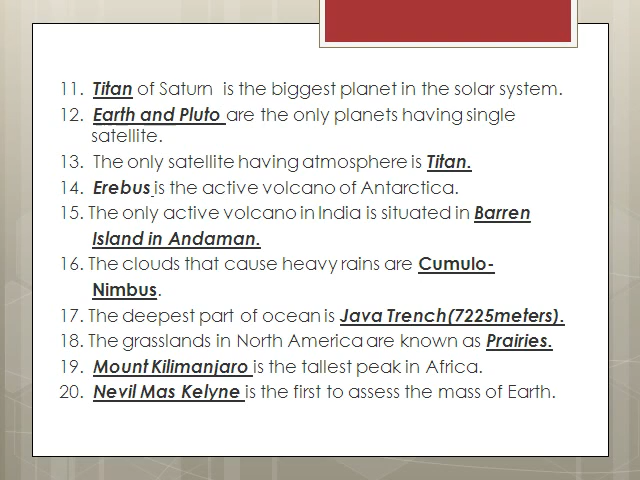 11. Titan of Saturn is the biggest planet in the solar system.
12. Earth and Pluto are the only planets having single
satellite.
13. The only satellite having atmosphere is Titan.
14. Erebus is the active volcano of Antarctica.
15. The only active volcano in India is situated in Barren
Island in Andaman.
16. The clouds that cause heavy rains are Cumulo-
Nimbus.
17. The deepest part of ocean is Java Trench(7225meters).
18. The grasslands in North America are known as Prairies.
19. Mount Kilimanjaro is the tallest peak in Africa.
20. Nevil Mas Kelyne is the first to assess the mass of Earth.